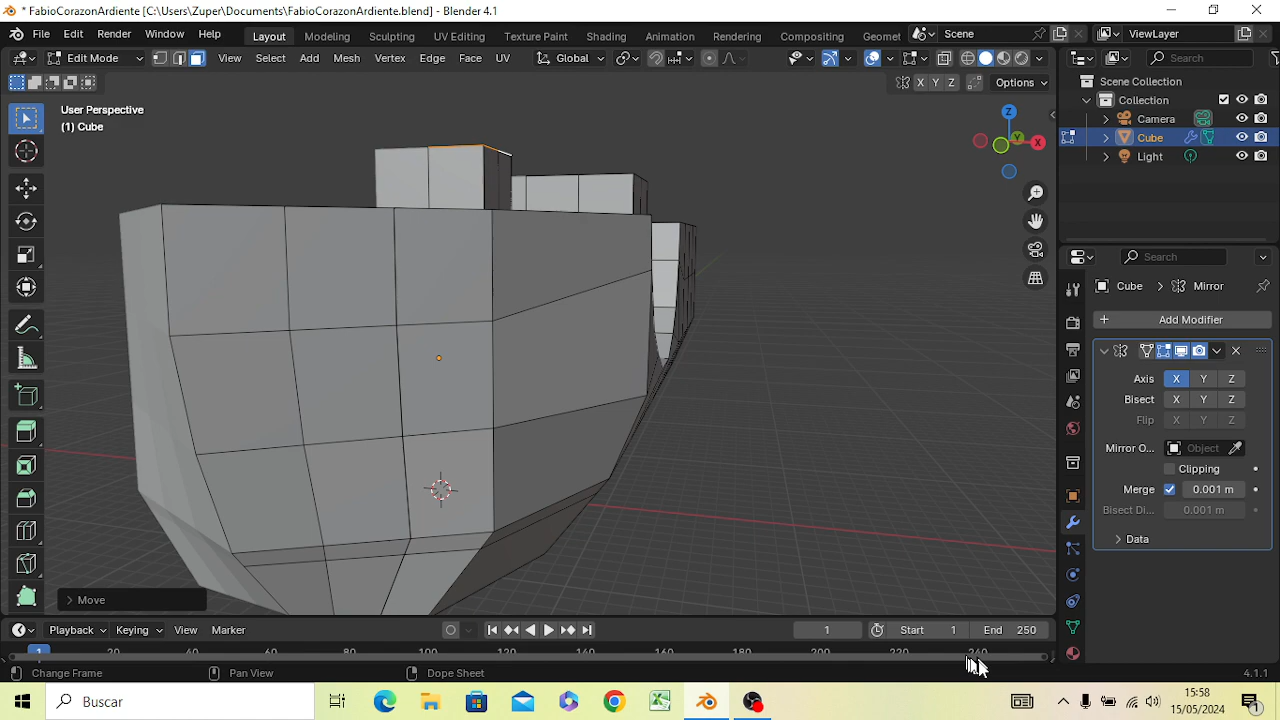 * FabioCorazonArdiente [C:\Users\Zuper\Documents\FabioCorazonArdiente.blend] - Blender 4.1
File Edit Render Window Help Layout Modeling Sculpting UV Editing Texture Paint Shading Animation Rendering Compositing Geomet Scene ViewLayer
Edit Mode View Select Add Mesh Vertex Edge Face UV Global Search
X Y Z Options
User Perspective
(1) Cube
Z
Y
X
Scene Collection
Collection
Camera
Cube
Light
Search
Cube > Mirror
+ Add Modifier
Axis X Y Z
Bisect X Y Z
Flip X Y Z
Mirror O... Object
Clipping
Merge 0.001 m
Bisect Di... 0.001 m
> Data
> Move
Playback Keying View Marker 1 Start 1 End 250
1 20 40 60 80 100 120 140 160 180 200 220 240
Change Frame Pan View Dope Sheet 4.1.1
Buscar
15:58
15/05/2024
1